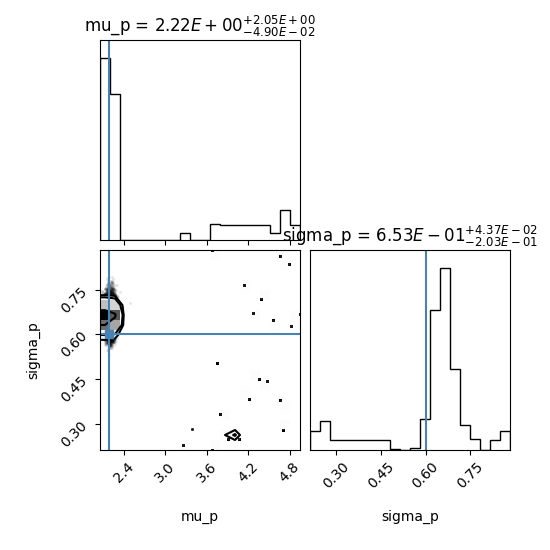 mu_p = 2.22E+00+2.05E+00
−4.90E−02
sigma_p = 6.53E−01+4.37E−02
−2.03E−01
sigma_p
0.75
0.60
0.45
0.30
2.4 3.0 3.6 4.2 4.8
0.30 0.45 0.60 0.75
mu_p
sigma_p